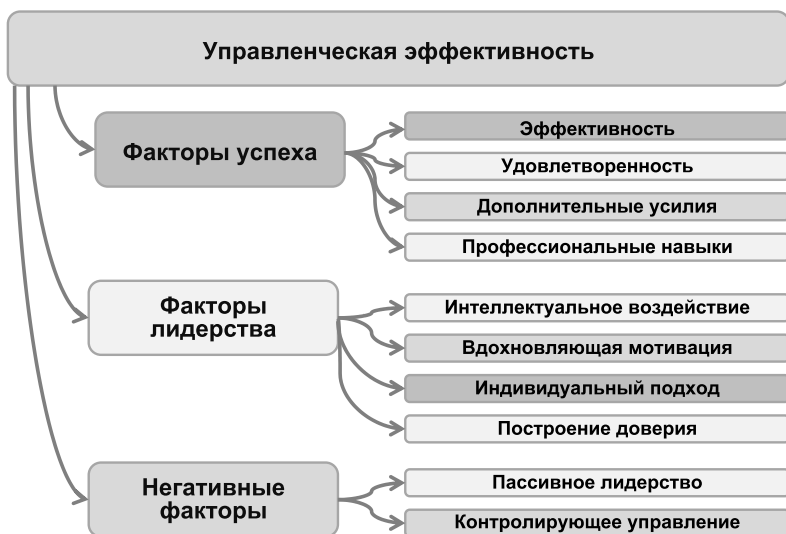 Управленческая эффективность
Факторы успеха
Эффективность
Удовлетворенность
Дополнительные усилия
Профессиональные навыки
Факторы
лидерства
Интеллектуальное воздействие
Вдохновляющая мотивация
Индивидуальный подход
Построение доверия
Негативные
факторы
Пассивное лидерство
Контролирующее управление